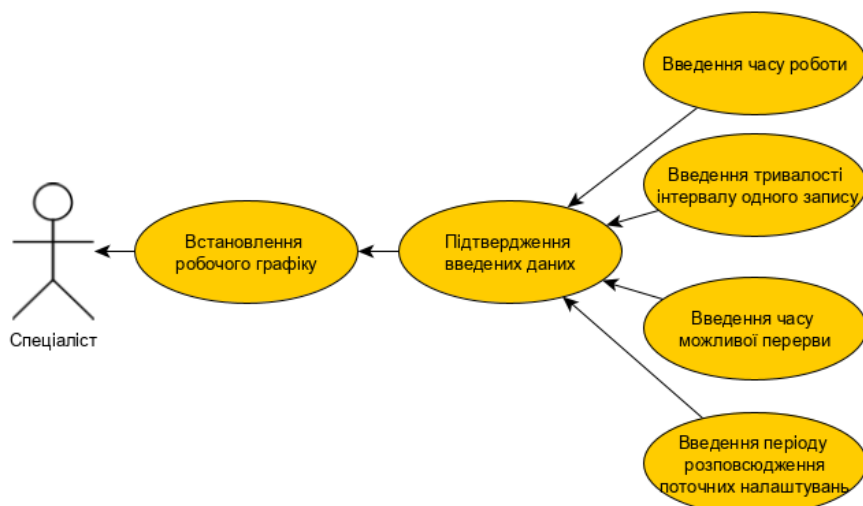 Спеціаліст
Встановлення
робочого графіку
Підтвердження
введених даних
Введення часу роботи
Введення тривалості
інтервалу одного запису
Введення часу
можливої перерви
Введення періоду
розповсюдження
поточних налаштувань